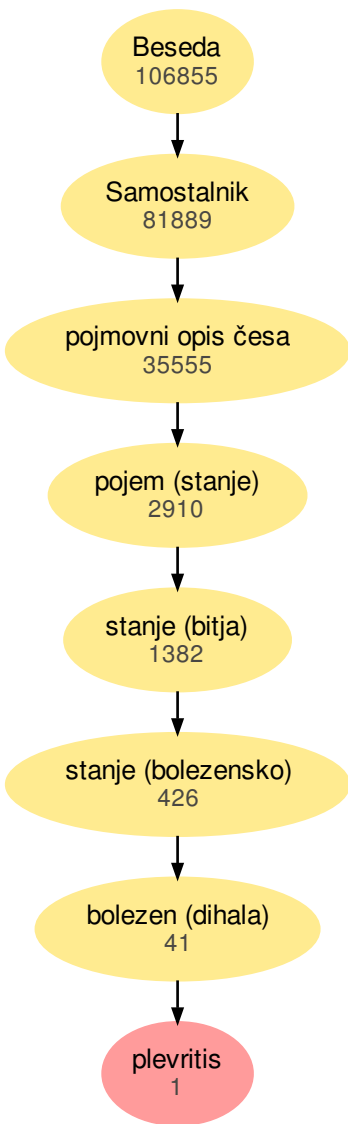 Beseda
106855
Samostalnik
81889
pojmovni opis česa
35555
pojem (stanje)
2910
stanje (bitja)
1382
stanje (bolezensko)
426
bolezen (dihala)
41
plevritis
1